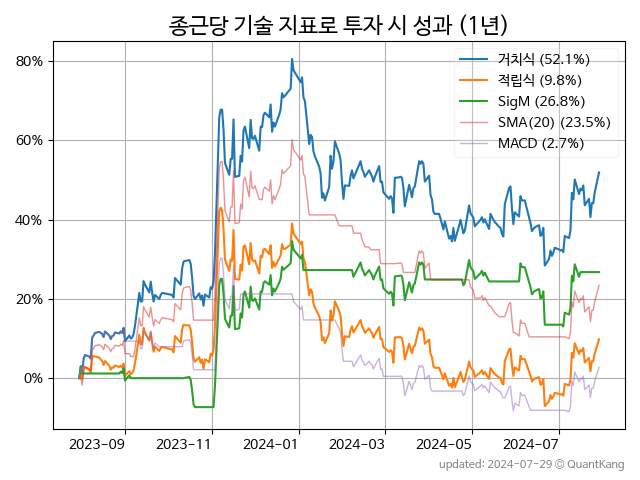 종근당 기술 지표로 투자 시 성과 (1년)
80%
60%
40%
20%
0%
거치식 (52.1%)
적립식 (9.8%)
SigM (26.8%)
SMA(20) (23.5%)
MACD (2.7%)
2023-09
2023-11
2024-01
2024-03
2024-05
2024-07
updated: 2024-07-29 © QuantKang